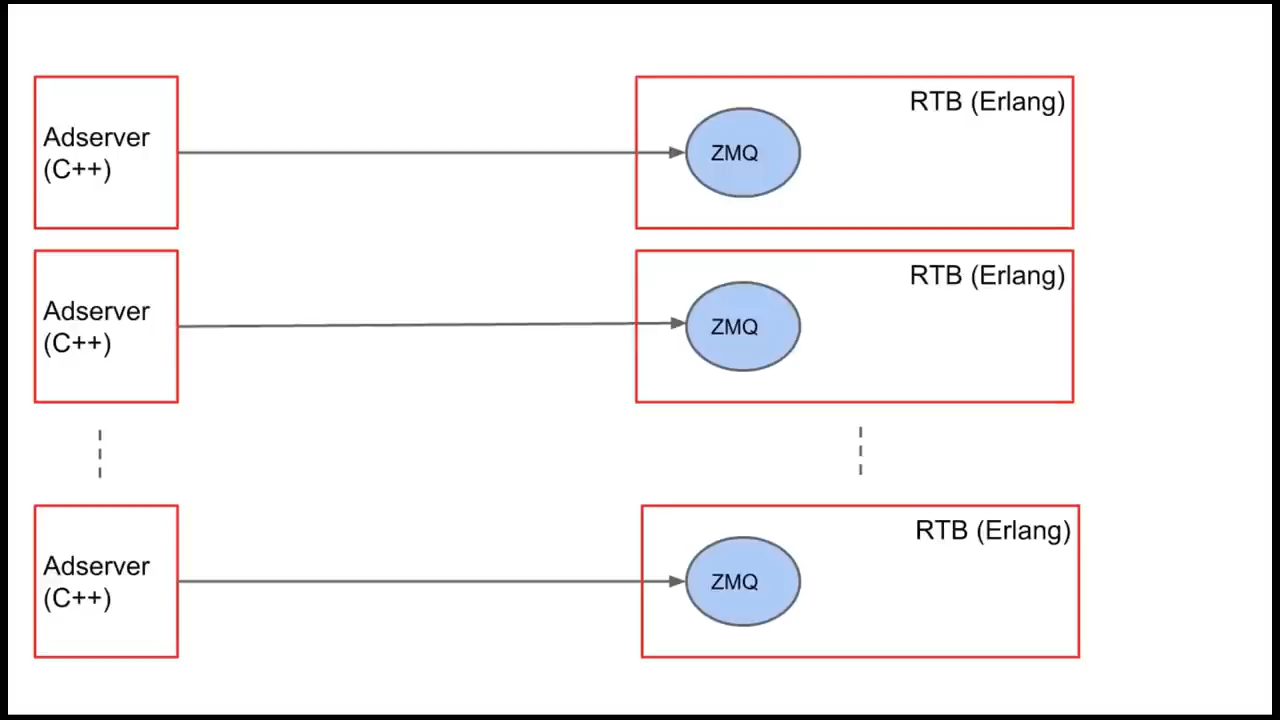 RTB (Erlang)
Adserver
(C++)
ZMQ
RTB (Erlang)
Adserver
(C++)
ZMQ
RTB (Erlang)
Adserver
(C++)
ZMQ